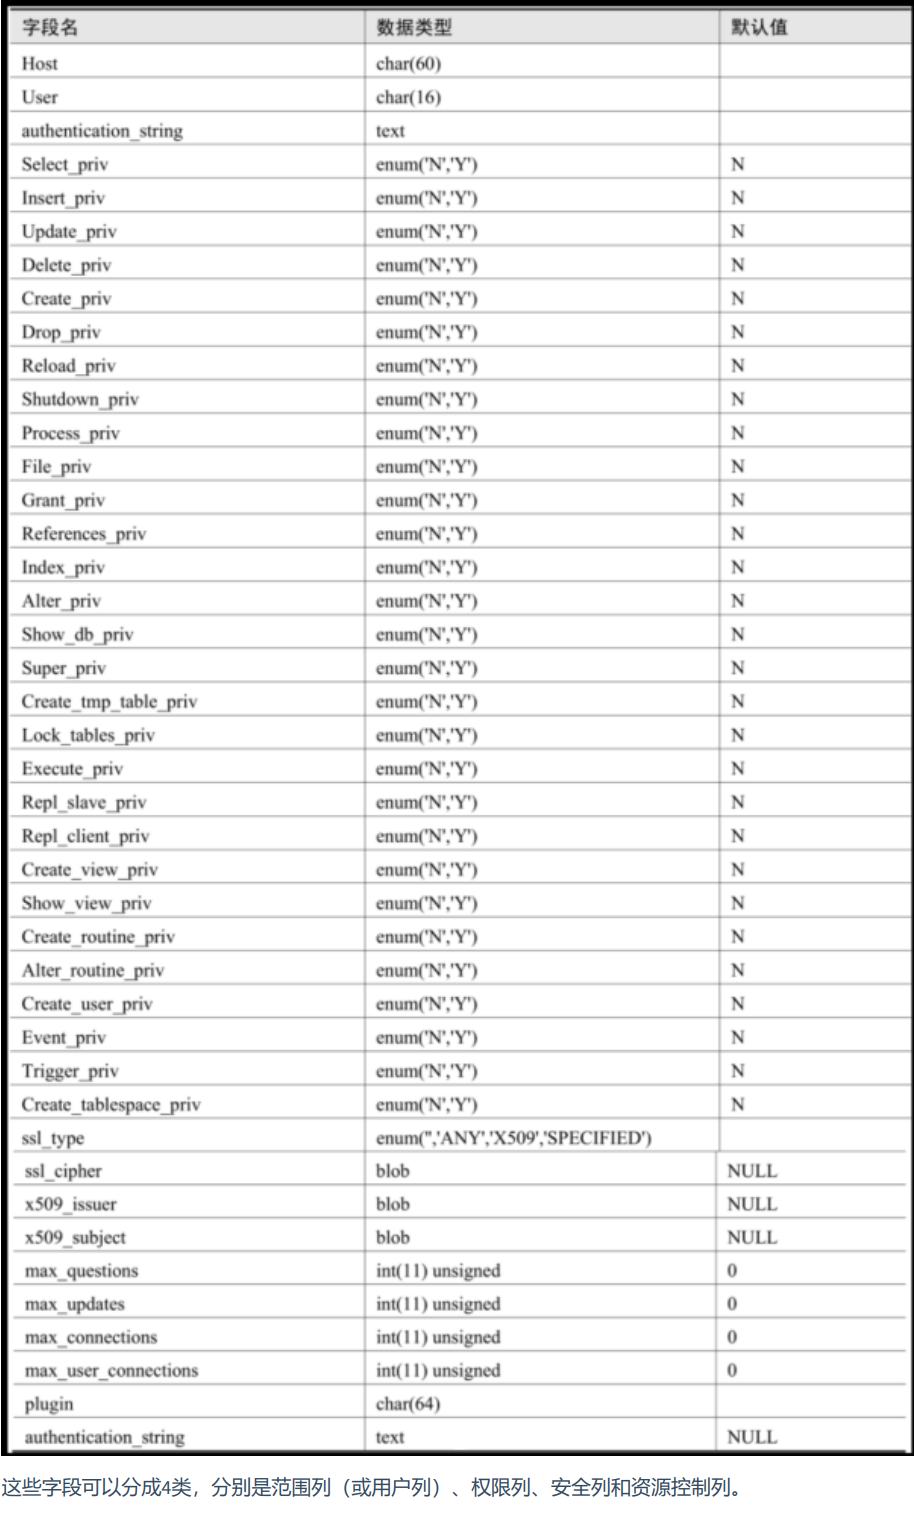 字段名 数据类型 默认值
Host char(60)
User char(16)
authentication_string text
Select_priv enum('N','Y') N
Insert_priv enum('N','Y') N
Update_priv enum('N','Y') N
Delete_priv enum('N','Y') N
Create_priv enum('N','Y') N
Drop_priv enum('N','Y') N
Reload_priv enum('N','Y') N
Shutdown_priv enum('N','Y') N
Process_priv enum('N','Y') N
File_priv enum('N','Y') N
Grant_priv enum('N','Y') N
References_priv enum('N','Y') N
Index_priv enum('N','Y') N
Alter_priv enum('N','Y') N
Show_db_priv enum('N','Y') N
Super_priv enum('N','Y') N
Create_tmp_table_priv enum('N','Y') N
Lock_tables_priv enum('N','Y') N
Execute_priv enum('N','Y') N
Repl_slave_priv enum('N','Y') N
Repl_client_priv enum('N','Y') N
Create_view_priv enum('N','Y') N
Show_view_priv enum('N','Y') N
Create_routine_priv enum('N','Y') N
Alter_routine_priv enum('N','Y') N
Create_user_priv enum('N','Y') N
Event_priv enum('N','Y') N
Trigger_priv enum('N','Y') N
Create_tablespace_priv enum('N','Y') N
ssl_type enum('','ANY','X509','SPECIFIED')
ssl_cipher blob NULL
x509_issuer blob NULL
x509_subject blob NULL
max_questions int(11) unsigned 0
max_updates int(11) unsigned 0
max_connections int(11) unsigned 0
max_user_connections int(11) unsigned 0
plugin char(64)
authentication_string text NULL
这些字段可以分成4类，分别是范围列（或用户列）、权限列、安全列和资源控制列。